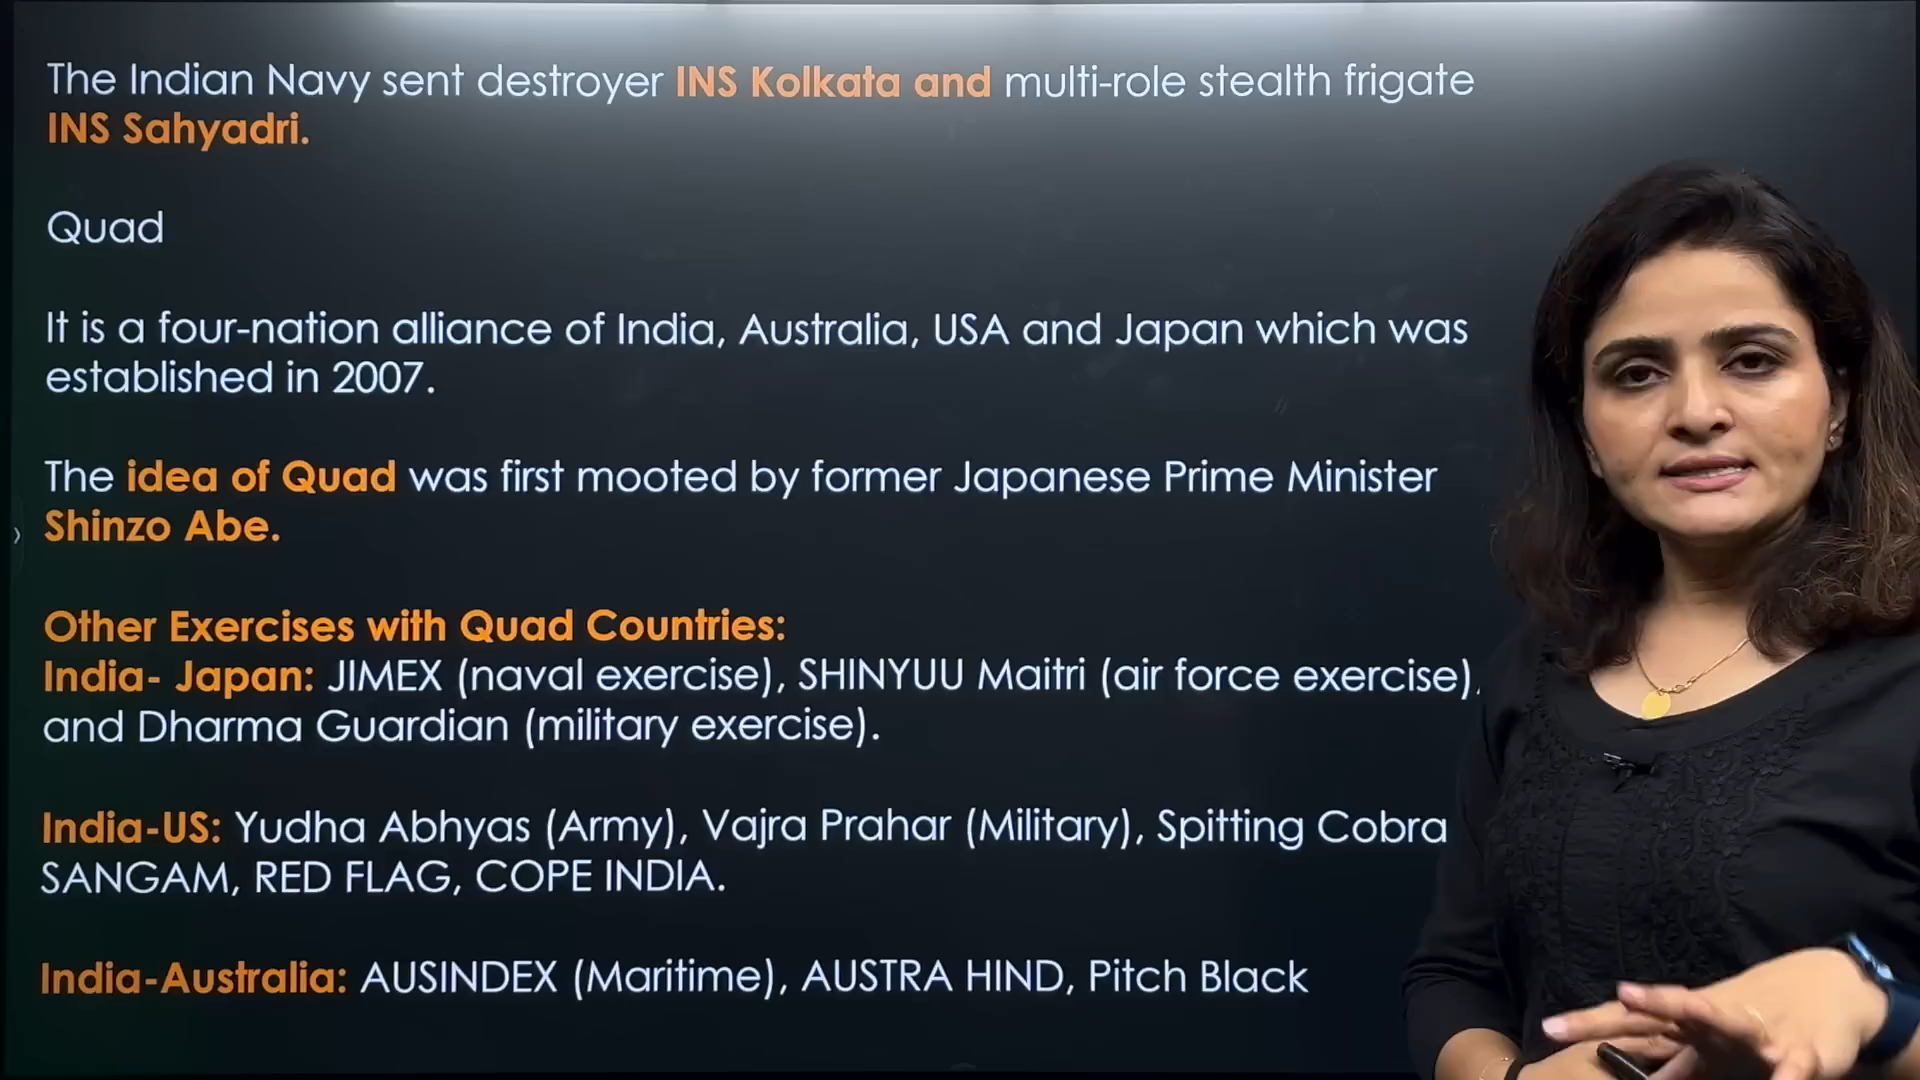 The Indian Navy sent destroyer INS Kolkata and multi-role stealth frigate
INS Sahyadri.
Quad
It is a four-nation alliance of India, Australia, USA and Japan which was
established in 2007.
The idea of Quad was first mooted by former Japanese Prime Minister
Shinzo Abe.
Other Exercises with Quad Countries:
India- Japan: JIMEX (naval exercise), SHINYUU Maitri (air force exercise),
and Dharma Guardian (military exercise).
India-US: Yudha Abhyas (Army), Vajra Prahar (Military), Spitting Cobra
SANGAM, RED FLAG, COPE INDIA.
India-Australia: AUSINDEX (Maritime), AUSTRA HIND, Pitch Black